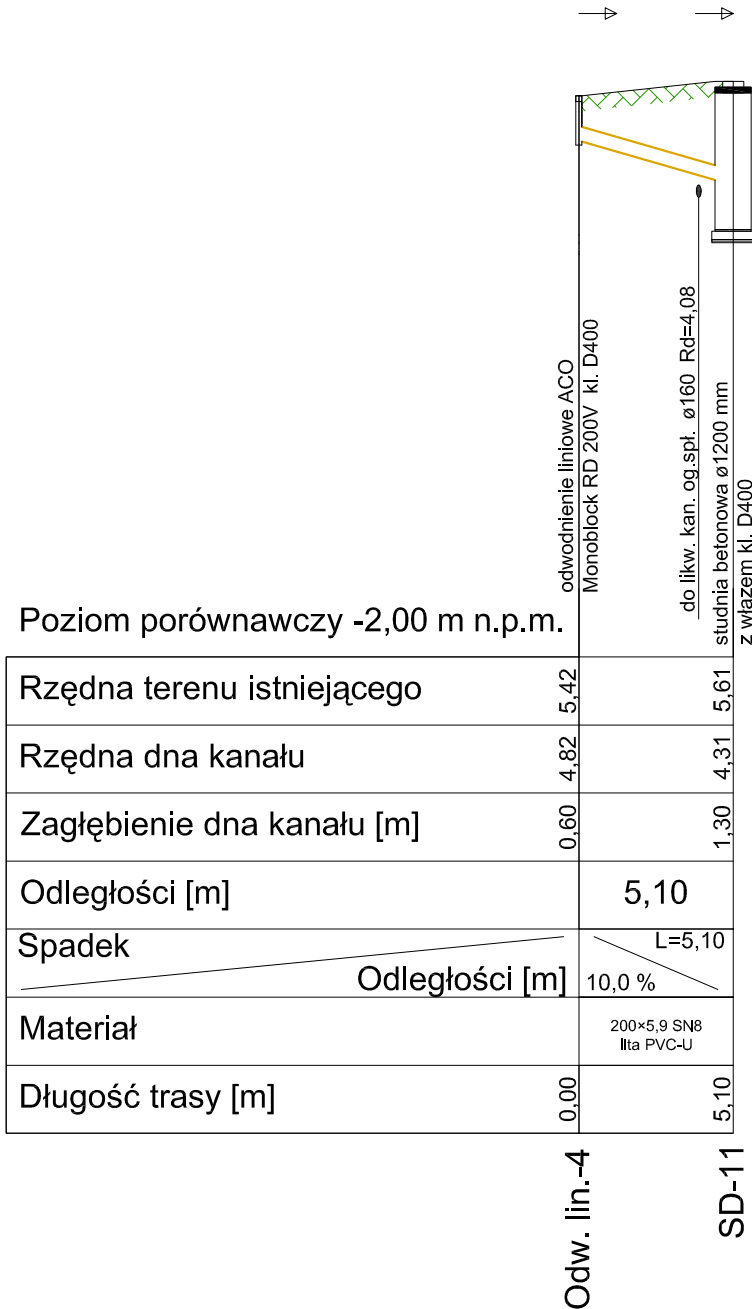 odwodnienie liniowe ACO
Monoblock RD 200V kl. D400
do likw. kan. og.spł. ø160 Rd=4,08
studnia betonowa ø1200 mm
z włazem kl. D400
Poziom porównawczy -2,00 m n.p.m.
Rzędna terenu istniejącego 5,42 5,61
Rzędna dna kanału 4,82 4,31
Zagłębienie dna kanału [m] 0,60 1,30
Odległości [m] 5,10
Spadek L=5,10
Odległości [m] 10,0 %
Materiał
200×5,9 SN8
lita PVC-U
Długość trasy [m] 0,00 5,10
Odw. lin.-4
SD-11